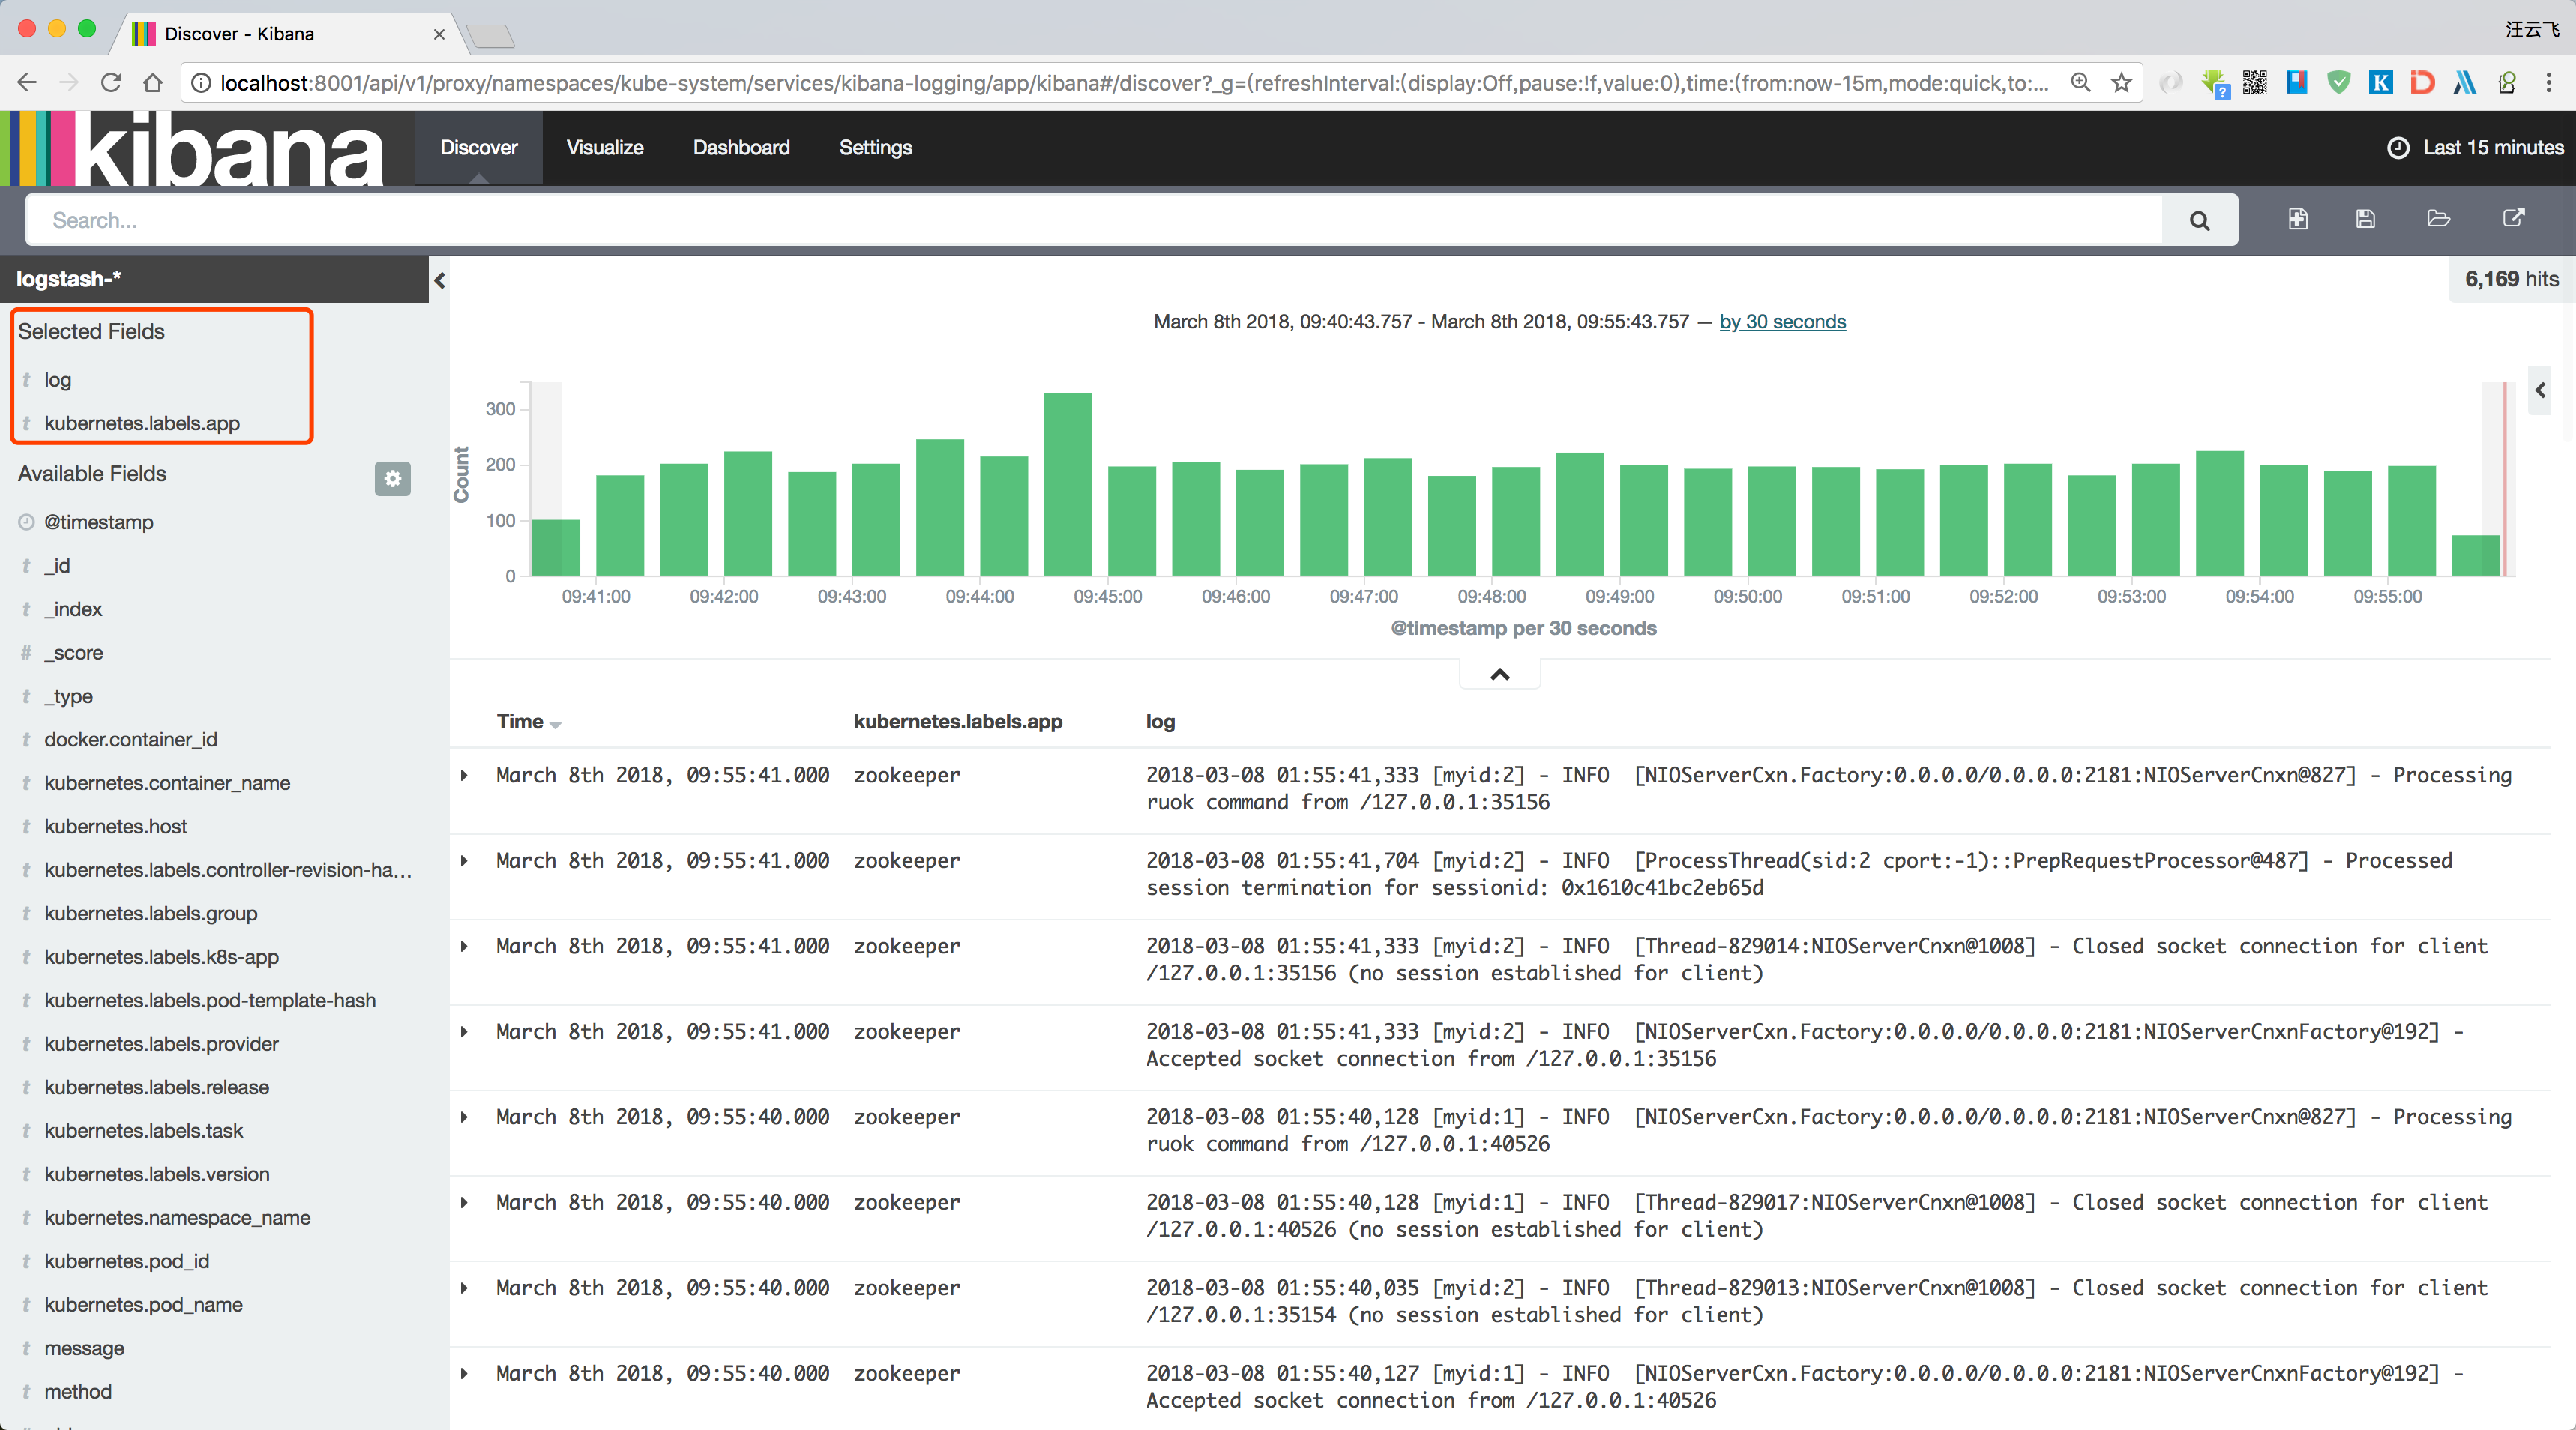 Discover - Kibana
汪云飞
localhost:8001/api/v1/proxy/namespaces/kube-system/services/kibana-logging/app/kibana#/discover?_g=(refreshInterval:(display:Off,pause:!f,value:0),time:(from:now-15m,mode:quick,to:...
kibana
Discover
Visualize
Dashboard
Settings
Last 15 minutes
Search...
logstash-*
6,169 hits
Selected Fields
t log
t kubernetes.labels.app
Available Fields
@timestamp
t _id
t _index
# _score
t _type
t docker.container_id
t kubernetes.container_name
t kubernetes.host
t kubernetes.labels.controller-revision-ha...
t kubernetes.labels.group
t kubernetes.labels.k8s-app
t kubernetes.labels.pod-template-hash
t kubernetes.labels.provider
t kubernetes.labels.release
t kubernetes.labels.task
t kubernetes.labels.version
t kubernetes.namespace_name
t kubernetes.pod_id
t kubernetes.pod_name
t message
t method
March 8th 2018, 09:40:43.757 - March 8th 2018, 09:55:43.757 — by 30 seconds
Count
300
200
100
0
09:41:00 09:42:00 09:43:00 09:44:00 09:45:00 09:46:00 09:47:00 09:48:00 09:49:00 09:50:00 09:51:00 09:52:00 09:53:00 09:54:00 09:55:00
@timestamp per 30 seconds
Time kubernetes.labels.app log
March 8th 2018, 09:55:41.000 zookeeper 2018-03-08 01:55:41,333 [myid:2] - INFO [NIOServerCxn.Factory:0.0.0.0/0.0.0.0:2181:NIOServerCnxn@827] - Processing
ruok command from /127.0.0.1:35156
March 8th 2018, 09:55:41.000 zookeeper 2018-03-08 01:55:41,704 [myid:2] - INFO [ProcessThread(sid:2 cport:-1)::PrepRequestProcessor@487] - Processed
session termination for sessionid: 0x1610c41bc2eb65d
March 8th 2018, 09:55:41.000 zookeeper 2018-03-08 01:55:41,333 [myid:2] - INFO [Thread-829014:NIOServerCnxn@1008] - Closed socket connection for client
/127.0.0.1:35156 (no session established for client)
March 8th 2018, 09:55:41.000 zookeeper 2018-03-08 01:55:41,333 [myid:2] - INFO [NIOServerCxn.Factory:0.0.0.0/0.0.0.0:2181:NIOServerCnxnFactory@192] -
Accepted socket connection from /127.0.0.1:35156
March 8th 2018, 09:55:40.000 zookeeper 2018-03-08 01:55:40,128 [myid:1] - INFO [NIOServerCxn.Factory:0.0.0.0/0.0.0.0:2181:NIOServerCnxn@827] - Processing
ruok command from /127.0.0.1:40526
March 8th 2018, 09:55:40.000 zookeeper 2018-03-08 01:55:40,128 [myid:1] - INFO [Thread-829017:NIOServerCnxn@1008] - Closed socket connection for client
/127.0.0.1:40526 (no session established for client)
March 8th 2018, 09:55:40.000 zookeeper 2018-03-08 01:55:40,035 [myid:2] - INFO [Thread-829013:NIOServerCnxn@1008] - Closed socket connection for client
/127.0.0.1:35154 (no session established for client)
March 8th 2018, 09:55:40.000 zookeeper 2018-03-08 01:55:40,127 [myid:1] - INFO [NIOServerCxn.Factory:0.0.0.0/0.0.0.0:2181:NIOServerCnxnFactory@192] -
Accepted socket connection from /127.0.0.1:40526